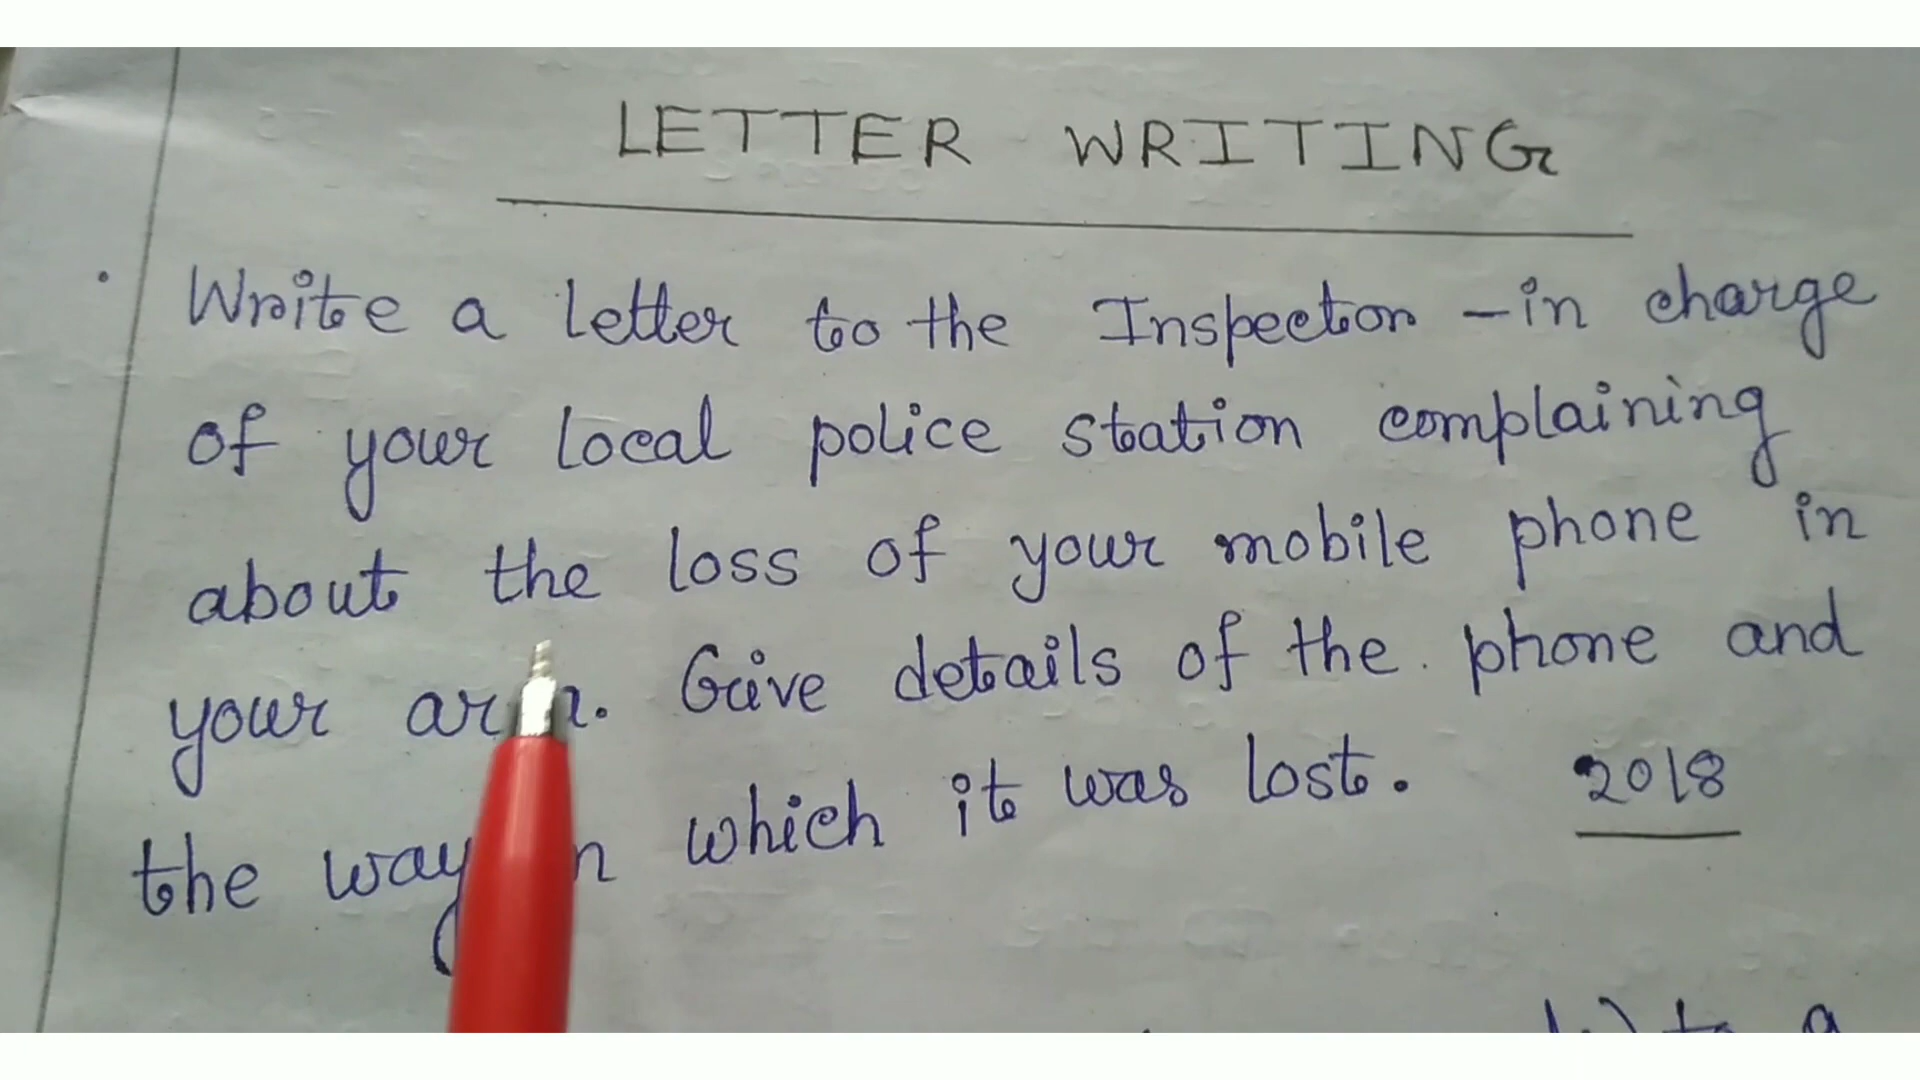 LETTER WRITING
Write a letter to the Inspector - in charge
of your local police station complaining
about the loss of your mobile phone in
your . Give details of the phone and
the way which it was lost. 2018
to a